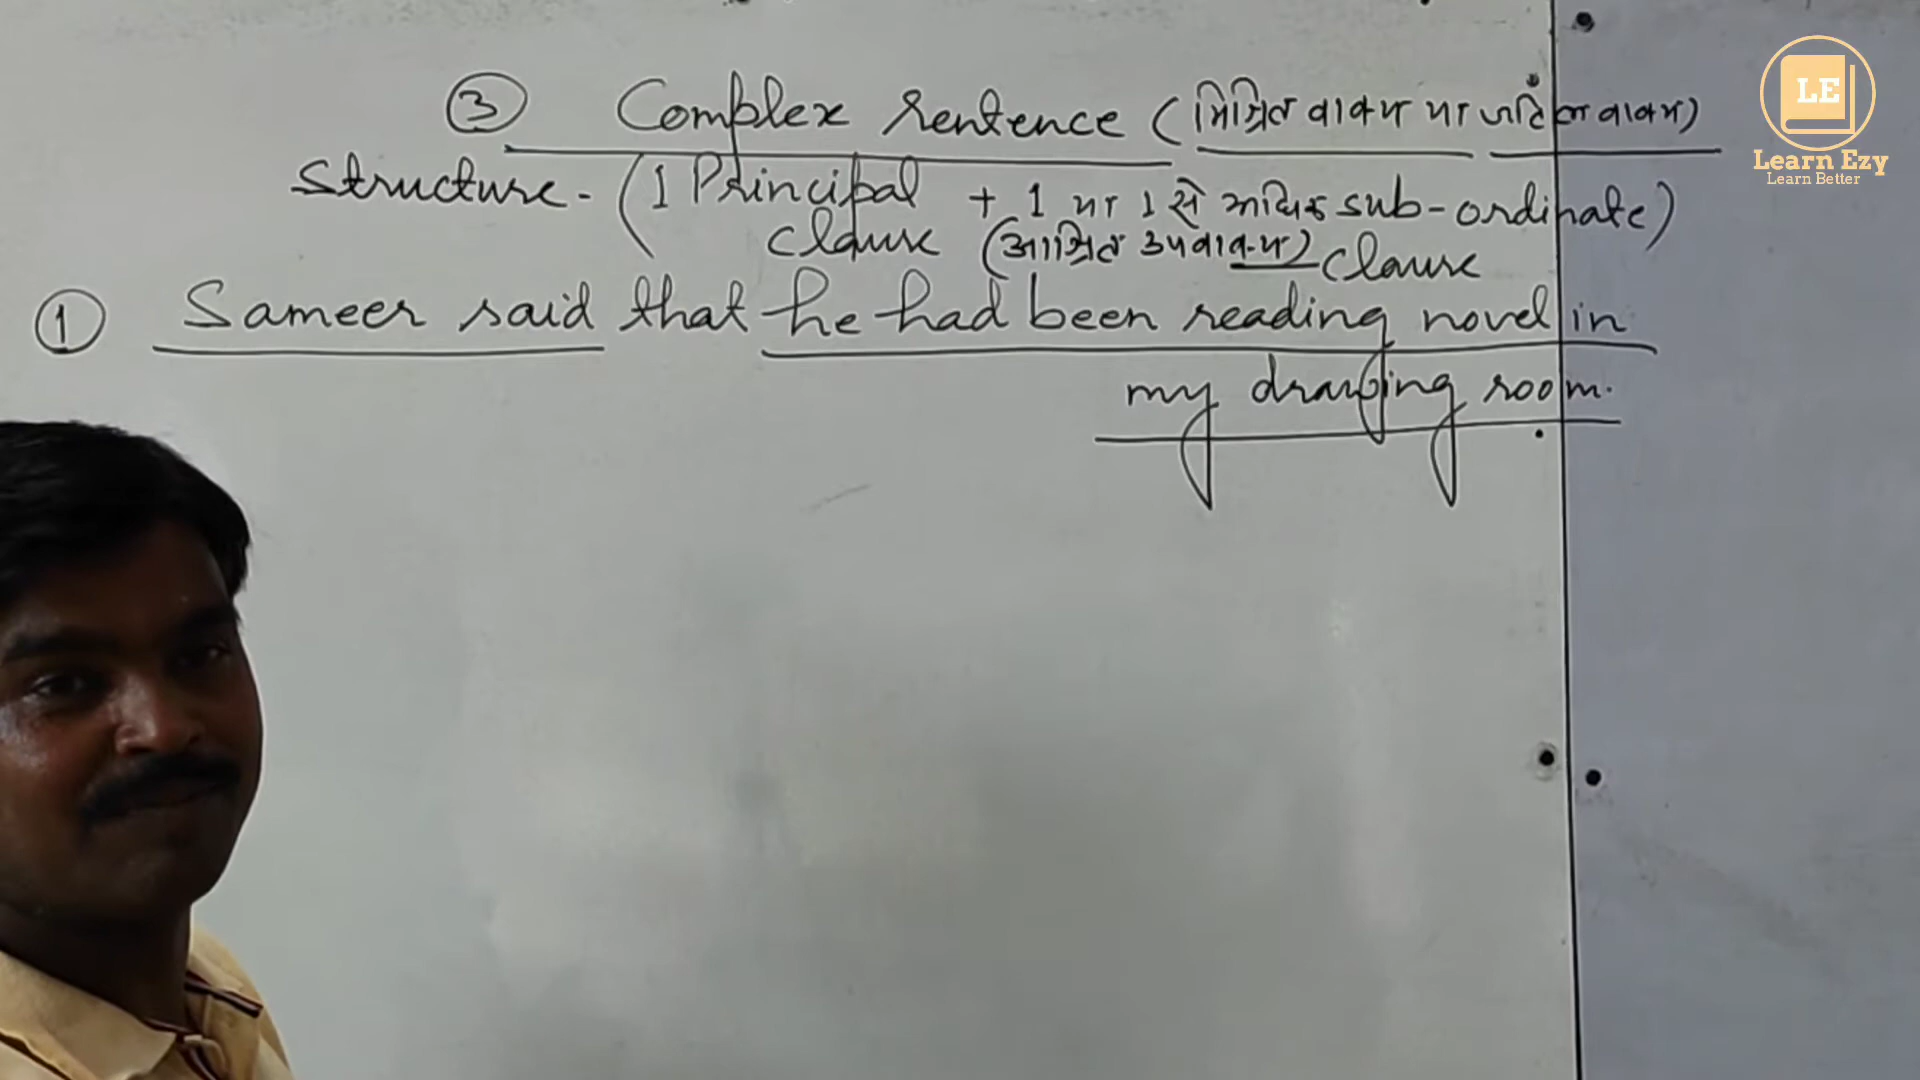 ③ Complex sentence (मिश्रित वाक्य या जटिल वाक्य)
Structure - (1 Principal clause + 1 या 1 से अधिक sub-ordinate)
(आश्रित उपवाक्य) clause
① Sameer said that he had been reading novel in
my drawing room.
LE
Learn Ezy
Learn Better